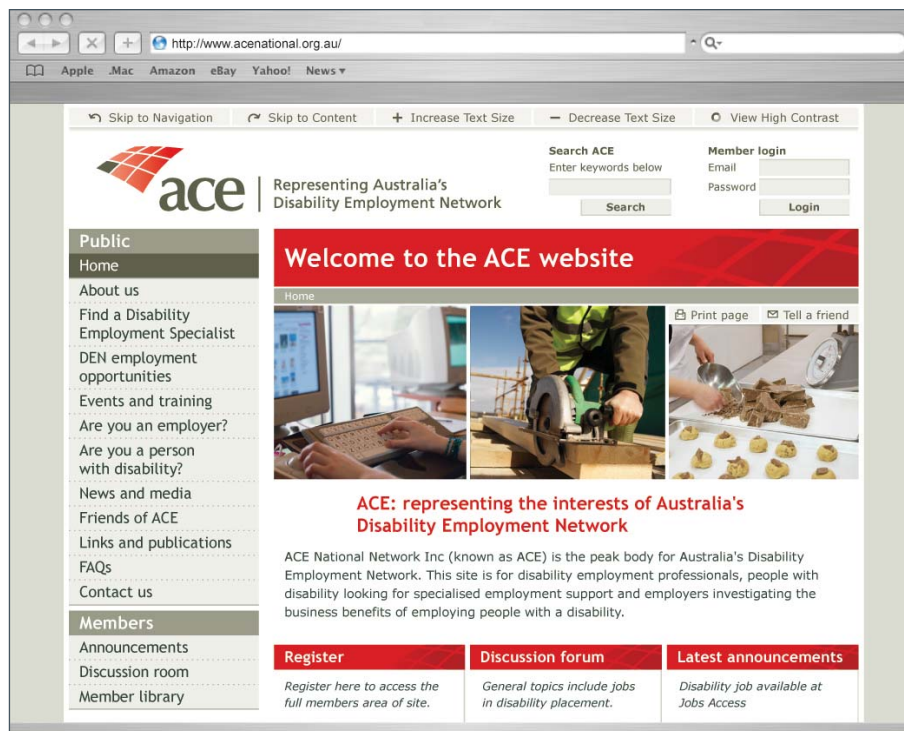 http://www.acenational.org.au/
Apple .Mac Amazon eBay Yahoo! News
Skip to Navigation Skip to Content + Increase Text Size − Decrease Text Size View High Contrast
ace
Representing Australia's
Disability Employment Network
Search ACE
Enter keywords below
Search
Member login
Email
Password
Login
Public
Home
About us
Find a Disability
Employment Specialist
DEN employment
opportunities
Events and training
Are you an employer?
Are you a person
with disability?
News and media
Friends of ACE
Links and publications
FAQs
Contact us
Members
Announcements
Discussion room
Member library
Welcome to the ACE website
Home
Print page Tell a friend
ACE: representing the interests of Australia's
Disability Employment Network
ACE National Network Inc (known as ACE) is the peak body for Australia's Disability
Employment Network. This site is for disability employment professionals, people with
disability looking for specialised employment support and employers investigating the
business benefits of employing people with a disability.
Register
Register here to access the
full members area of site.
Discussion forum
General topics include jobs
in disability placement.
Latest announcements
Disability job available at
Jobs Access